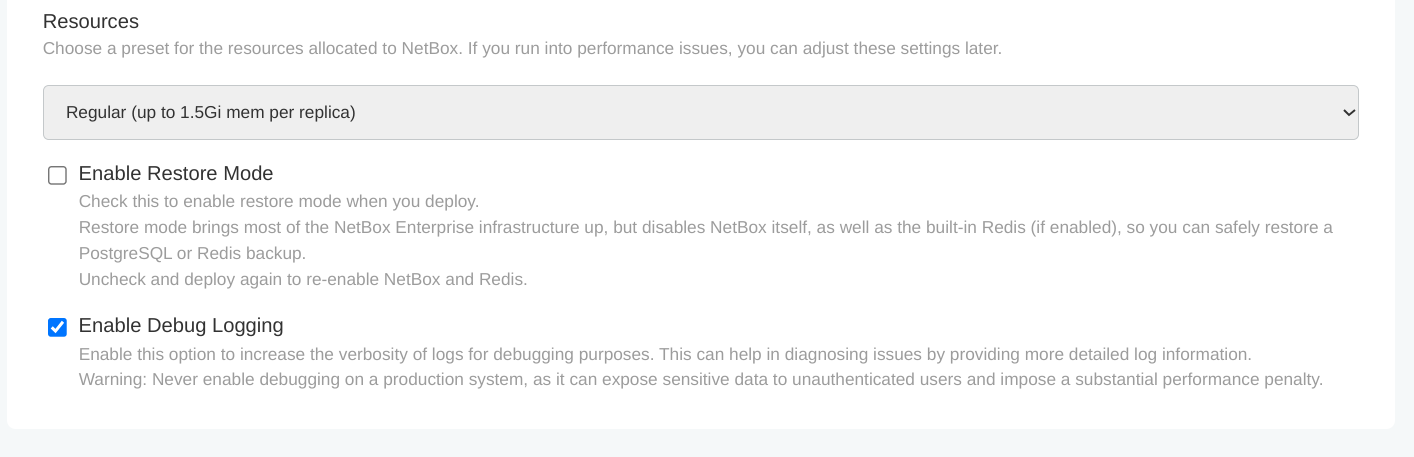 Resources
Choose a preset for the resources allocated to NetBox. If you run into performance issues, you can adjust these settings later.
Regular (up to 1.5Gi mem per replica)
Enable Restore Mode
Check this to enable restore mode when you deploy.
Restore mode brings most of the NetBox Enterprise infrastructure up, but disables NetBox itself, as well as the built-in Redis (if enabled), so you can safely restore a
PostgreSQL or Redis backup.
Uncheck and deploy again to re-enable NetBox and Redis.
Enable Debug Logging
Enable this option to increase the verbosity of logs for debugging purposes. This can help in diagnosing issues by providing more detailed log information.
Warning: Never enable debugging on a production system, as it can expose sensitive data to unauthenticated users and impose a substantial performance penalty.